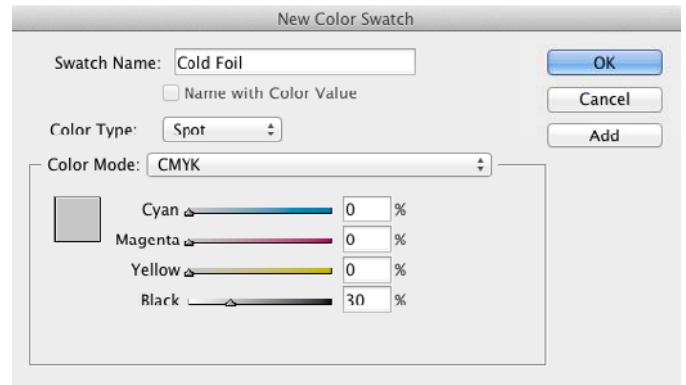 New Color Swatch
Swatch Name: Cold Foil
OK
Name with Color Value
Cancel
Color Type: Spot
Add
Color Mode: CMYK
Cyan 0 %
Magenta 0 %
Yellow 0 %
Black 30 %